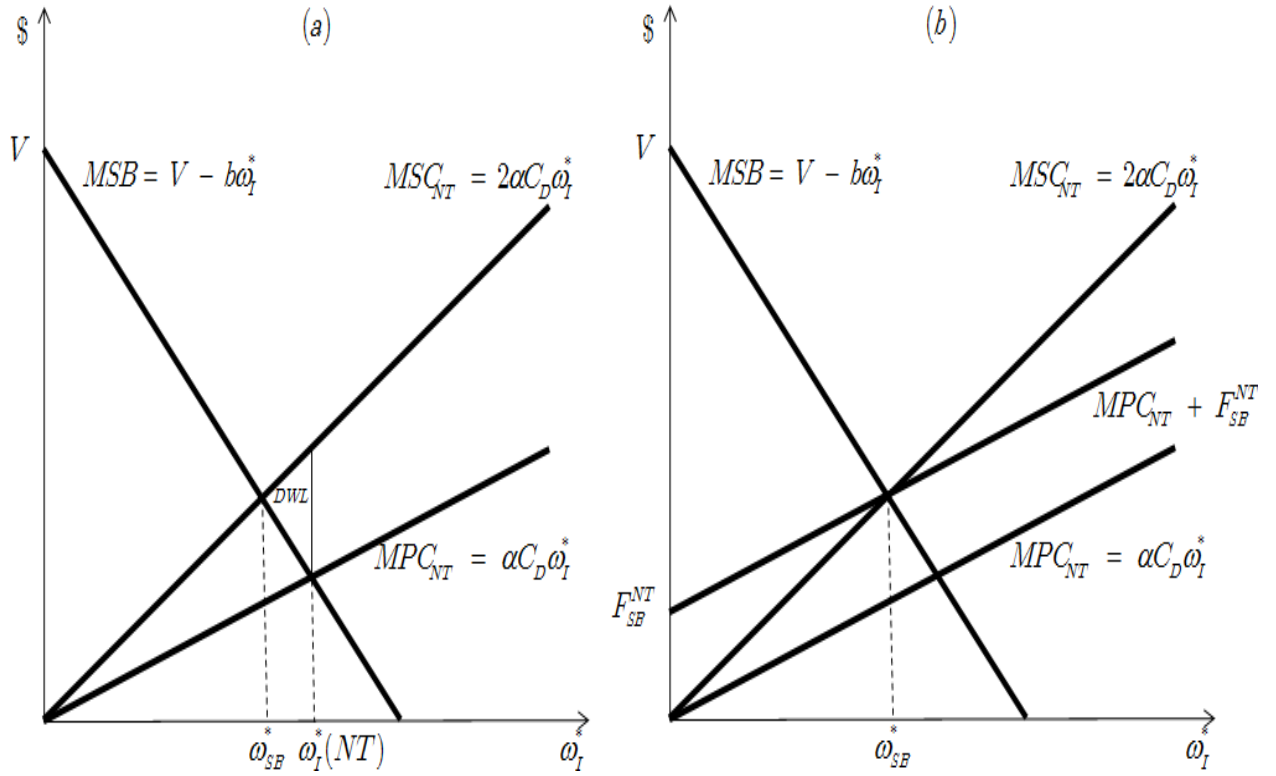 $ (a)
V
MSB = V − bω*_I
MSC_NT = 2αC_Dω*_I
DWL
MPC_NT = αC_Dω*_I
ω*_SB ω*_I(NT) ω*_I
$ (b)
V
MSB = V − bω*_I
MSC_NT = 2αC_Dω*_I
MPC_NT + F^NT_SB
MPC_NT = αC_Dω*_I
F^NT_SB
ω*_SB ω*_I